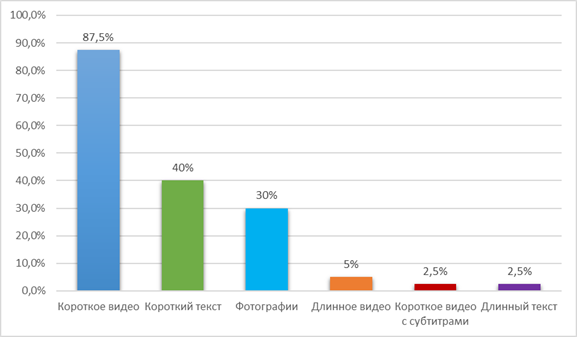 100,0%
90,0%
80,0%
70,0%
60,0%
50,0%
40,0%
30,0%
20,0%
10,0%
0,0%
87,5%
40%
30%
5%
2,5%
2,5%
Короткое видео
Короткий текст
Фотографии
Длинное видео
Короткое видео
с субтитрами
Длинный текст